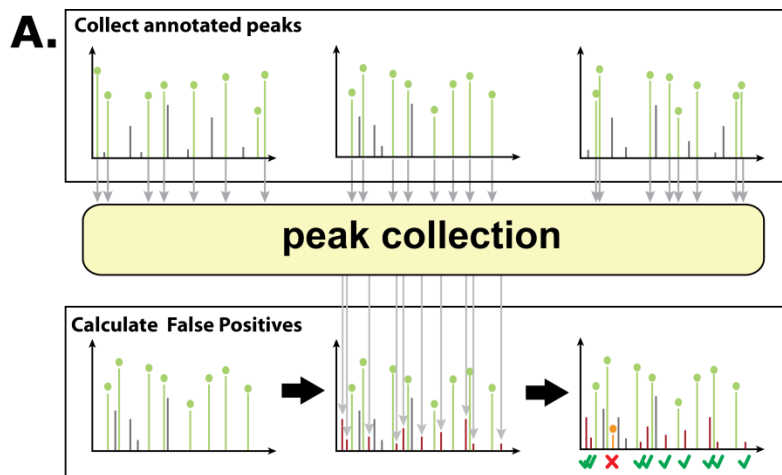 A.
Collect annotated peaks
peak collection
Calculate False Positives